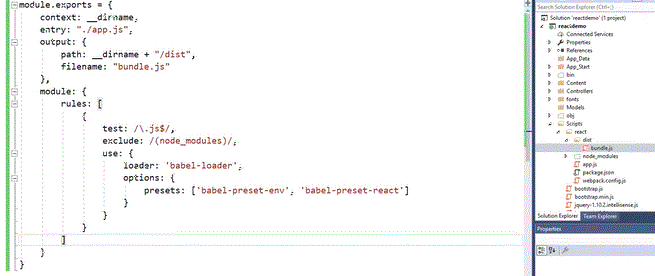 module.exports = {
context: __dirname,
entry: "./app.js",
output: {
path: __dirname + "/dist",
filename: "bundle.js"
},
module: {
rules: [
{
test: /\.js$/,
exclude: /(node_modules)/,
use: {
loader: 'babel-loader',
options: {
presets: ['babel-preset-env', 'babel-preset-react']
}
}
}
]
}
}
Search Solution Explorer (Ctrl+;)
Solution 'reactdemo' (1 project)
reactdemo
Connected Services
Properties
References
App_Data
App_Start
bin
Content
Controllers
fonts
Models
obj
Scripts
react
dist
bundle.js
node_modules
app.js
package.json
webpack.config.js
bootstrap.js
bootstrap.min.js
jquery-1.10.2.intellisense.js
Solution Explorer Team Explorer
Properties